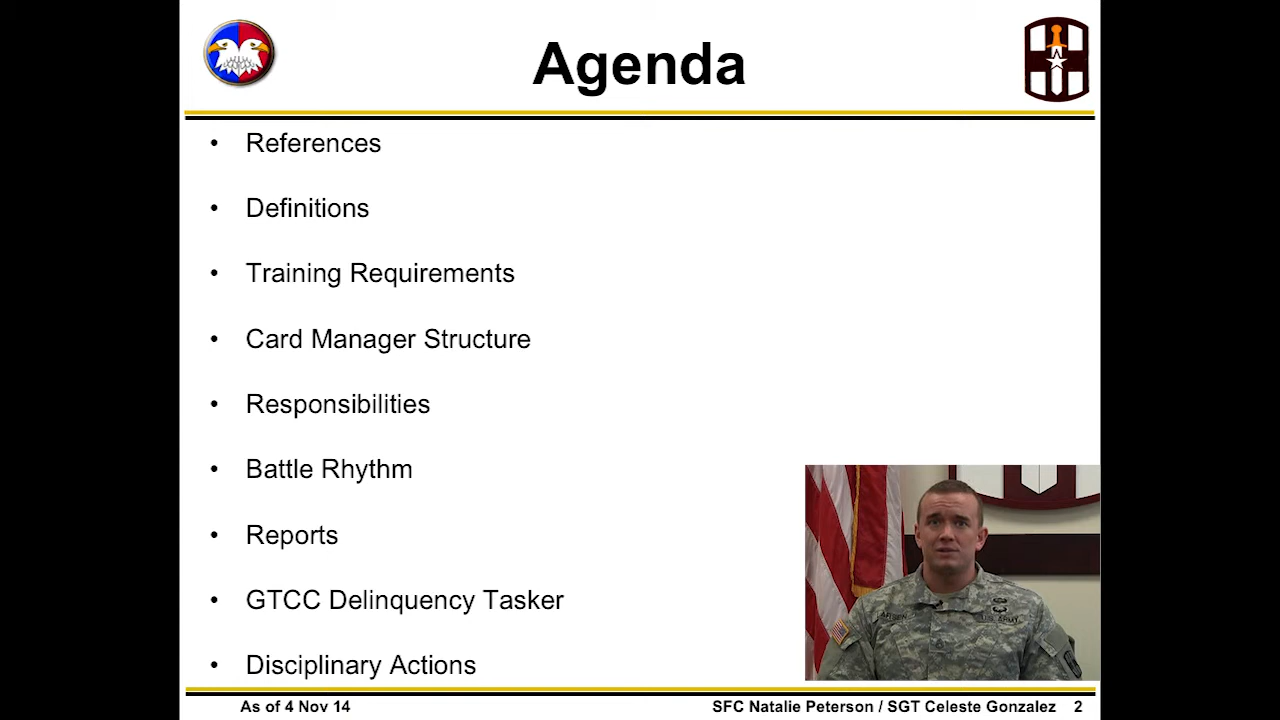 Agenda
• References
• Definitions
• Training Requirements
• Card Manager Structure
• Responsibilities
• Battle Rhythm
• Reports
• GTCC Delinquency Tasker
• Disciplinary Actions
U.S. ARMY
As of 4 Nov 14
SFC Natalie Peterson / SGT Celeste Gonzalez 2